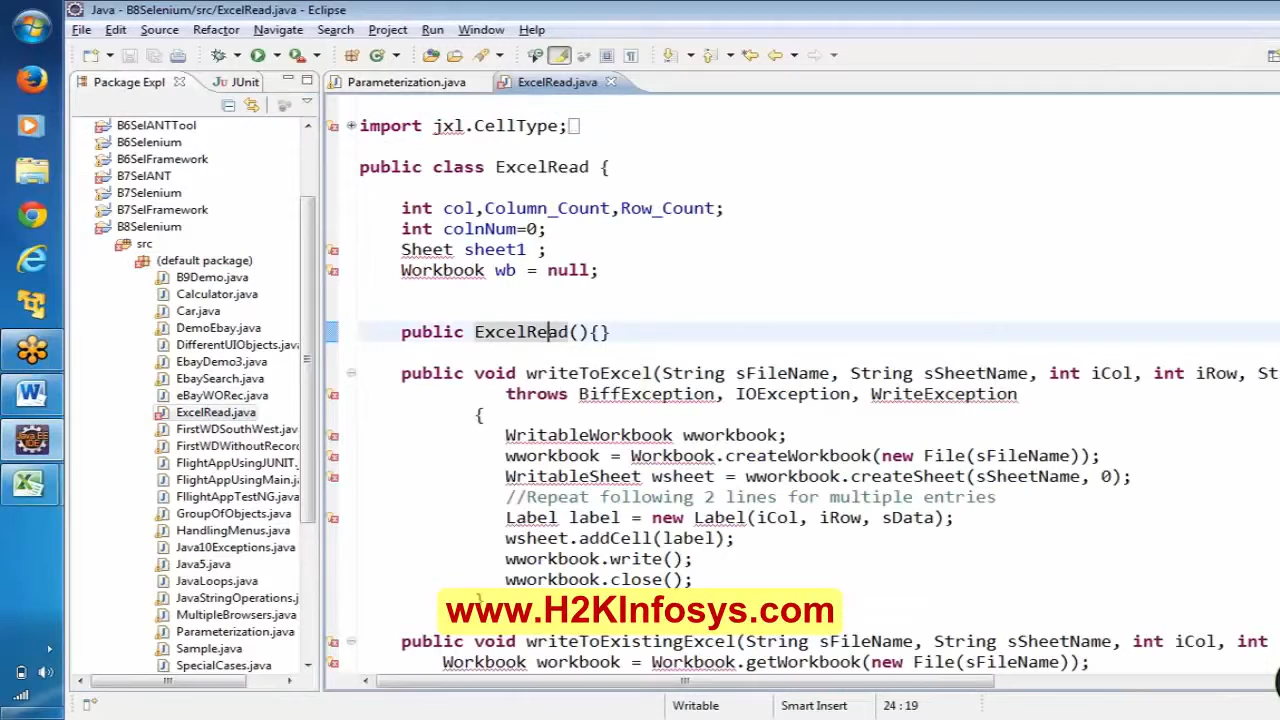 Java - B8Selenium/src/ExcelRead.java - Eclipse
File Edit Source Refactor Navigate Search Project Run Window Help
Package Expl JUnit
Parameterization.java ExcelRead.java
B6SelANTTool
B6Selenium
B6SelFramework
B7SelANT
B7Selenium
B7SelFramework
B8Selenium
src
(default package)
B9Demo.java
Calculator.java
Car.java
DemoEbay.java
DifferentUIObjects.java
EbayDemo3.java
EbaySearch.java
eBayWORec.java
ExcelRead.java
FirstWDSouthWest.jav
FirstWDWithoutRecor
FlightAppUsingJUNIT.
FlightAppUsingMain.j
FlIightAppTestNG.java
GroupOfObjects.java
HandlingMenus.java
Java10Exceptions.java
Java5.java
JavaLoops.java
JavaStringOperations.j
MultipleBrowsers.java
Parameterization.java
Sample.java
SpecialCases.java
import jxl.CellType;
public class ExcelRead {
int col,Column_Count,Row_Count;
int colnNum=0;
Sheet sheet1 ;
Workbook wb = null;
public ExcelRead(){}
public void writeToExcel(String sFileName, String sSheetName, int iCol, int iRow, St
throws BiffException, IOException, WriteException
{
WritableWorkbook wworkbook;
wworkbook = Workbook.createWorkbook(new File(sFileName));
WritableSheet wsheet = wworkbook.createSheet(sSheetName, 0);
//Repeat following 2 lines for multiple entries
Label label = new Label(iCol, iRow, sData);
wsheet.addCell(label);
wworkbook.write();
wworkbook.close();
}
www.H2KInfosys.com
public void writeToExistingExcel(String sFileName, String sSheetName, int iCol, int
Workbook workbook = Workbook.getWorkbook(new File(sFileName));
Writable Smart Insert 24 : 19